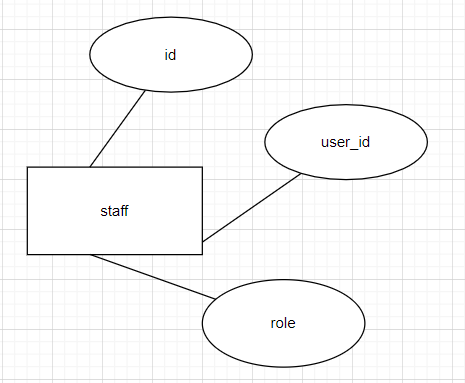 id
user_id
staff
role